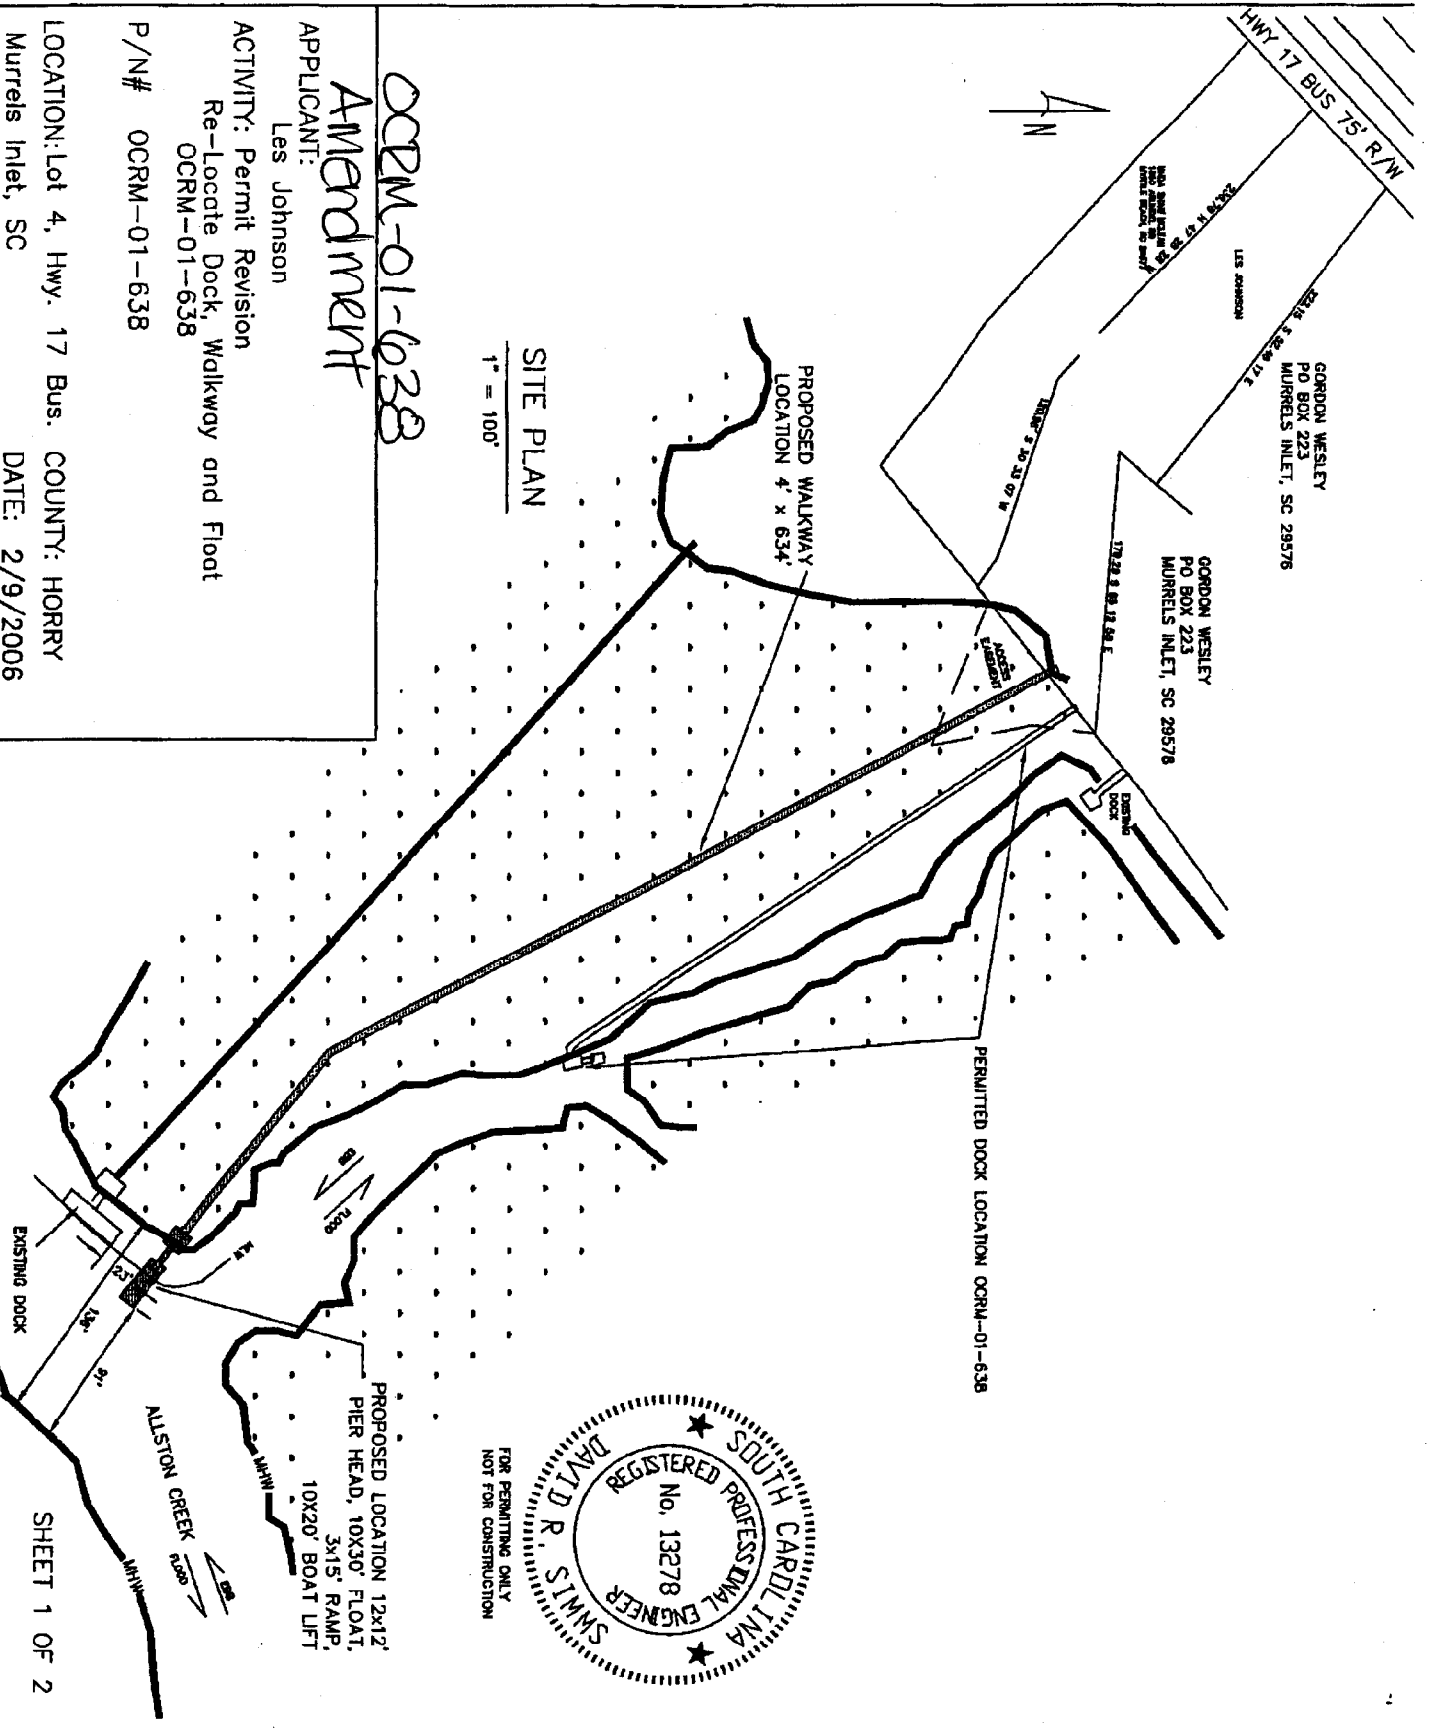 HWY 17 BUS 75' R/W
N
LES JOHNSON
GORDON WESLEY
PO BOX 223
MURRELS INLET, SC 29576
GORDON WESLEY
PO BOX 223
MURRELS INLET, SC 29578
ACCESS
EASEMENT
EXISTING
DOCK
PROPOSED WALKWAY
LOCATION 4' x 634'
PERMITTED DOCK LOCATION OCRM-01-638
SITE PLAN
1" = 100'
EBB
FLOOD
MLW
23'
EXISTING DOCK
PROPOSED LOCATION 12x12'
PIER HEAD, 10X30' FLOAT,
3x15' RAMP,
10X20' BOAT LIFT
MHW
ALLSTON CREEK
EBB
FLOOD
MHW
SOUTH CAROLINA
REGISTERED PROFESSIONAL ENGINEER
No. 13278
DAVID R. SIMMS
FOR PERMITTING ONLY
NOT FOR CONSTRUCTION
OCRM-01-638
Amendment
APPLICANT:
Les Johnson
ACTIVITY: Permit Revision
Re-Locate Dock, Walkway and Float
OCRM-01-638
P/N# OCRM-01-638
LOCATION: Lot 4, Hwy. 17 Bus. COUNTY: HORRY
Murrels Inlet, SC DATE: 2/9/2006
SHEET 1 OF 2